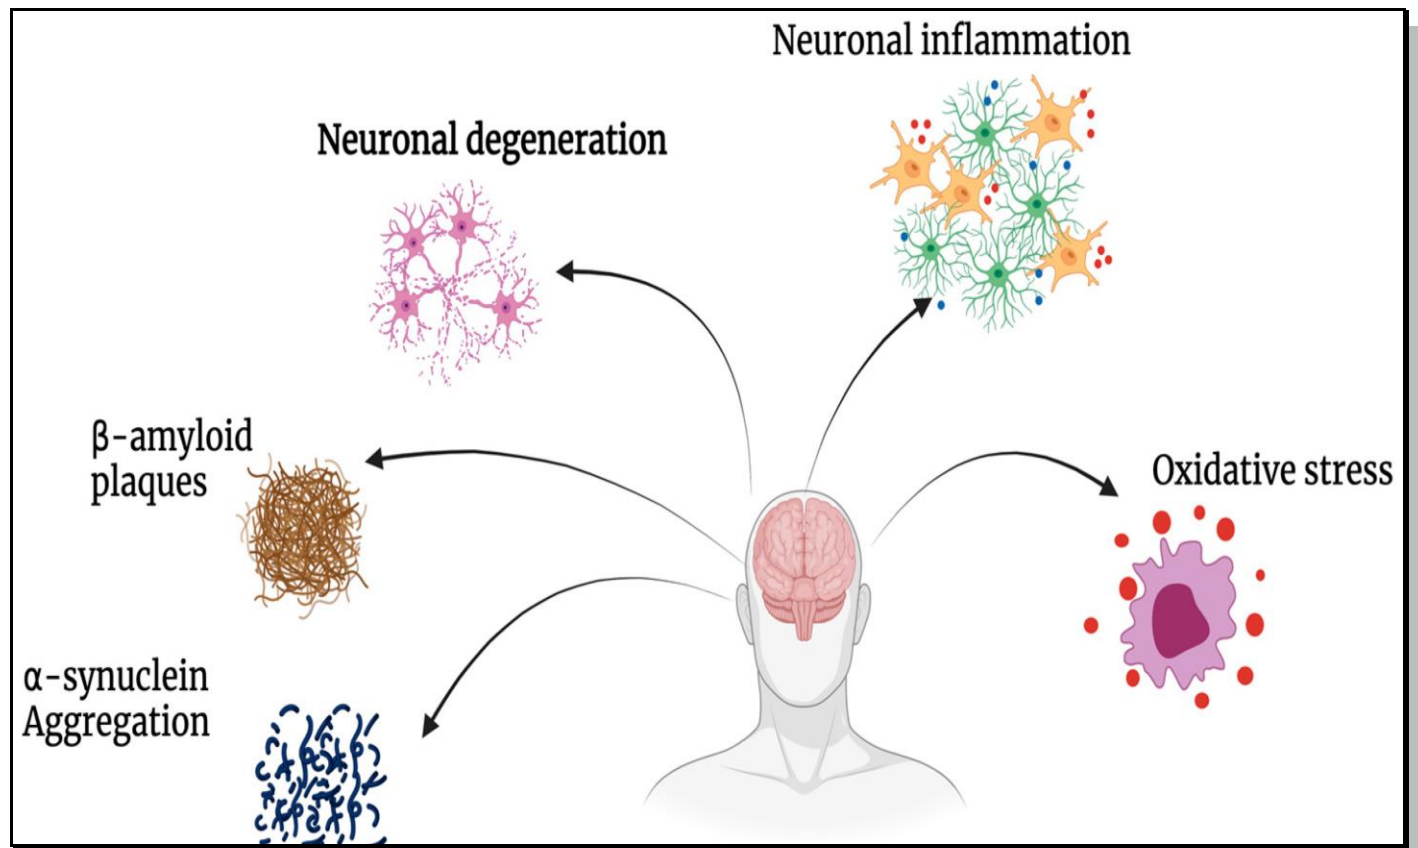 Neuronal inflammation
Neuronal degeneration
β-amyloid
plaques
Oxidative stress
α-synuclein
Aggregation